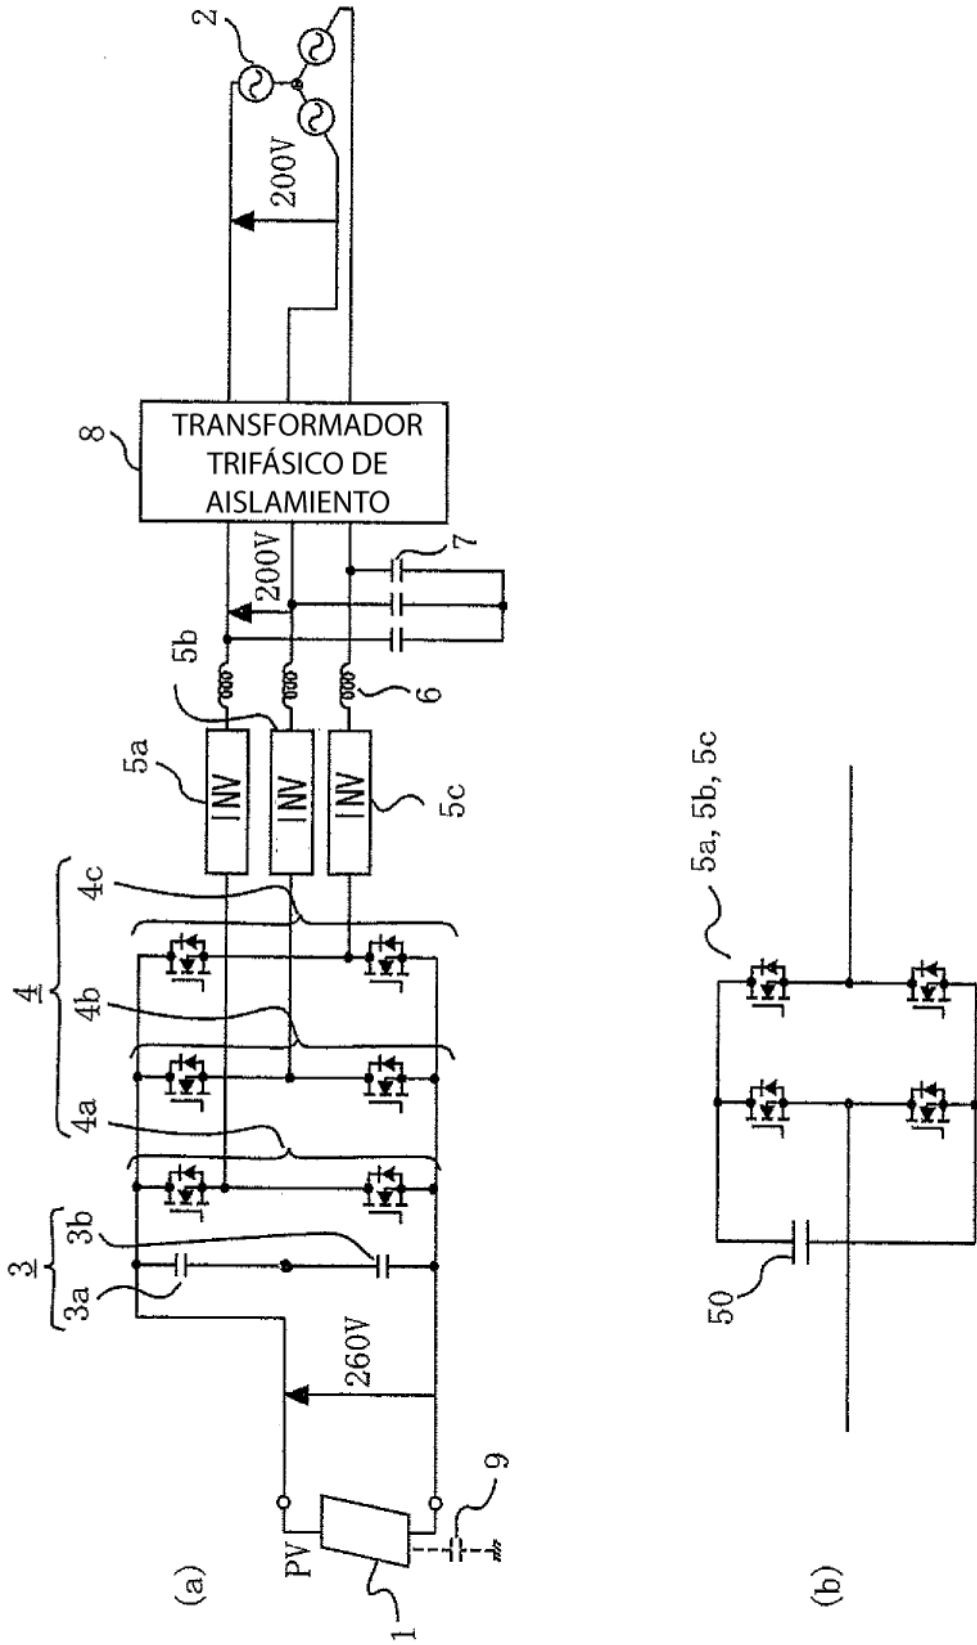 (a)
PV
1
9
260V
3
3a
3b
4
4a
4b
4c
5a
5b
5c
INV
INV
INV
6
7
200V
8
TRANSFORMADOR
TRIFÁSICO DE
AISLAMIENTO
200V
2
(b)
50
5a, 5b, 5c